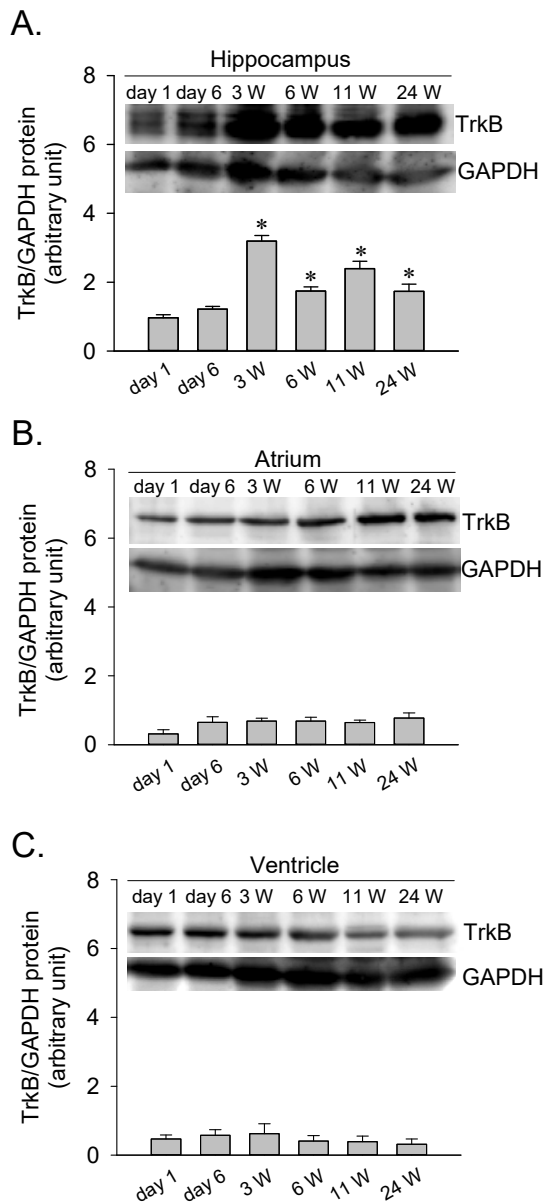 A.
Hippocampus
day 1 day 6 3 W 6 W 11 W 24 W
TrkB
GAPDH
TrkB/GAPDH protein
(arbitrary unit)
8
6
4
2
0
* * * *
day 1 day 6 3 W 6 W 11 W 24 W
B.
Atrium
day 1 day 6 3 W 6 W 11 W 24 W
TrkB
GAPDH
TrkB/GAPDH protein
(arbitrary unit)
8
6
4
2
0
day 1 day 6 3 W 6 W 11 W 24 W
C.
Ventricle
day 1 day 6 3 W 6 W 11 W 24 W
TrkB
GAPDH
TrkB/GAPDH protein
(arbitrary unit)
8
6
4
2
0
day 1 day 6 3 W 6 W 11 W 24 W